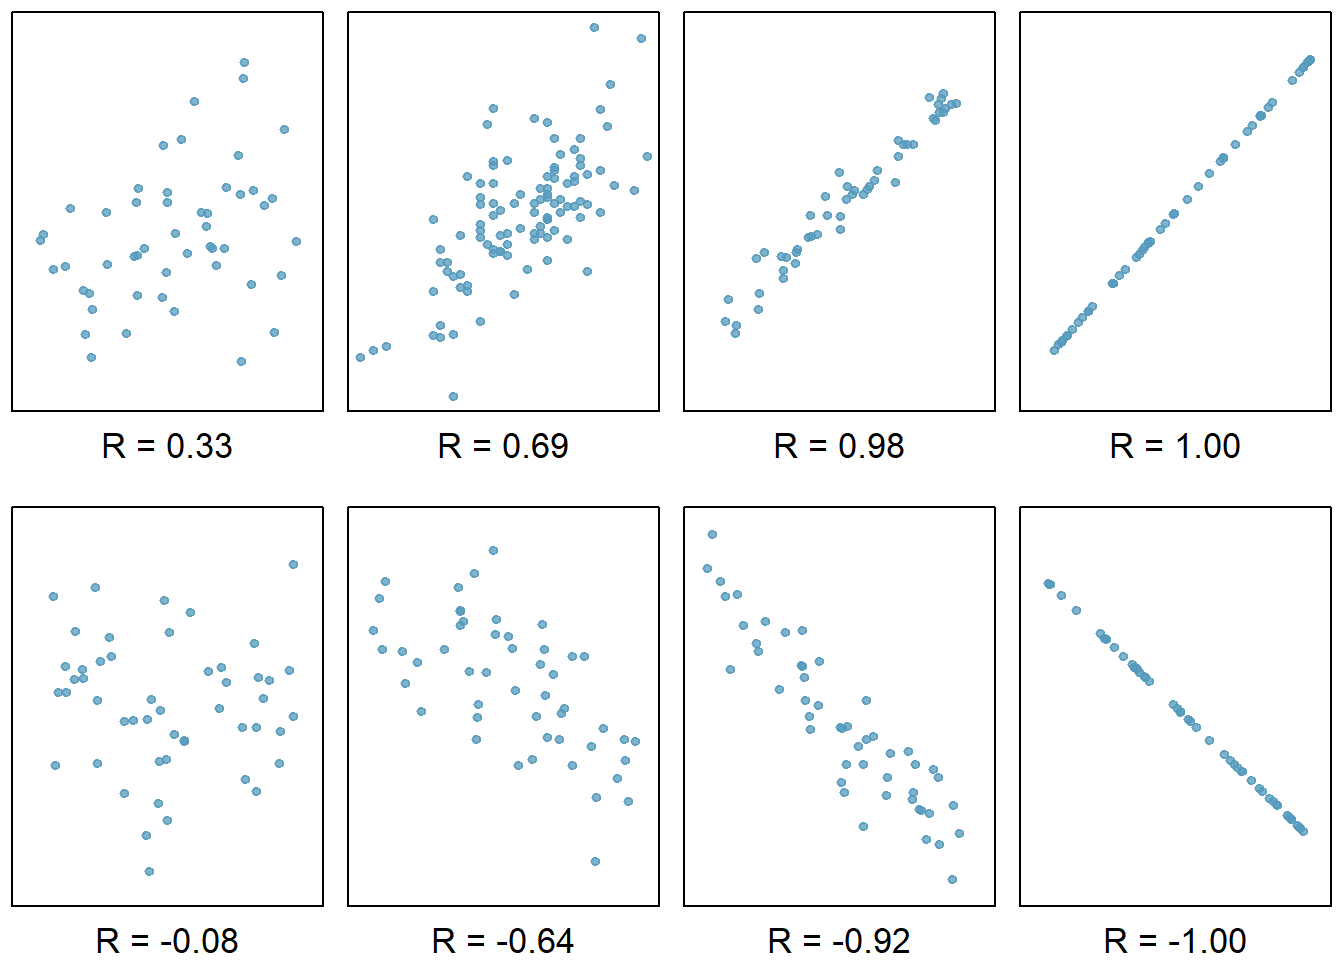 R = 0.33
R = 0.69
R = 0.98
R = 1.00
R = -0.08
R = -0.64
R = -0.92
R = -1.00